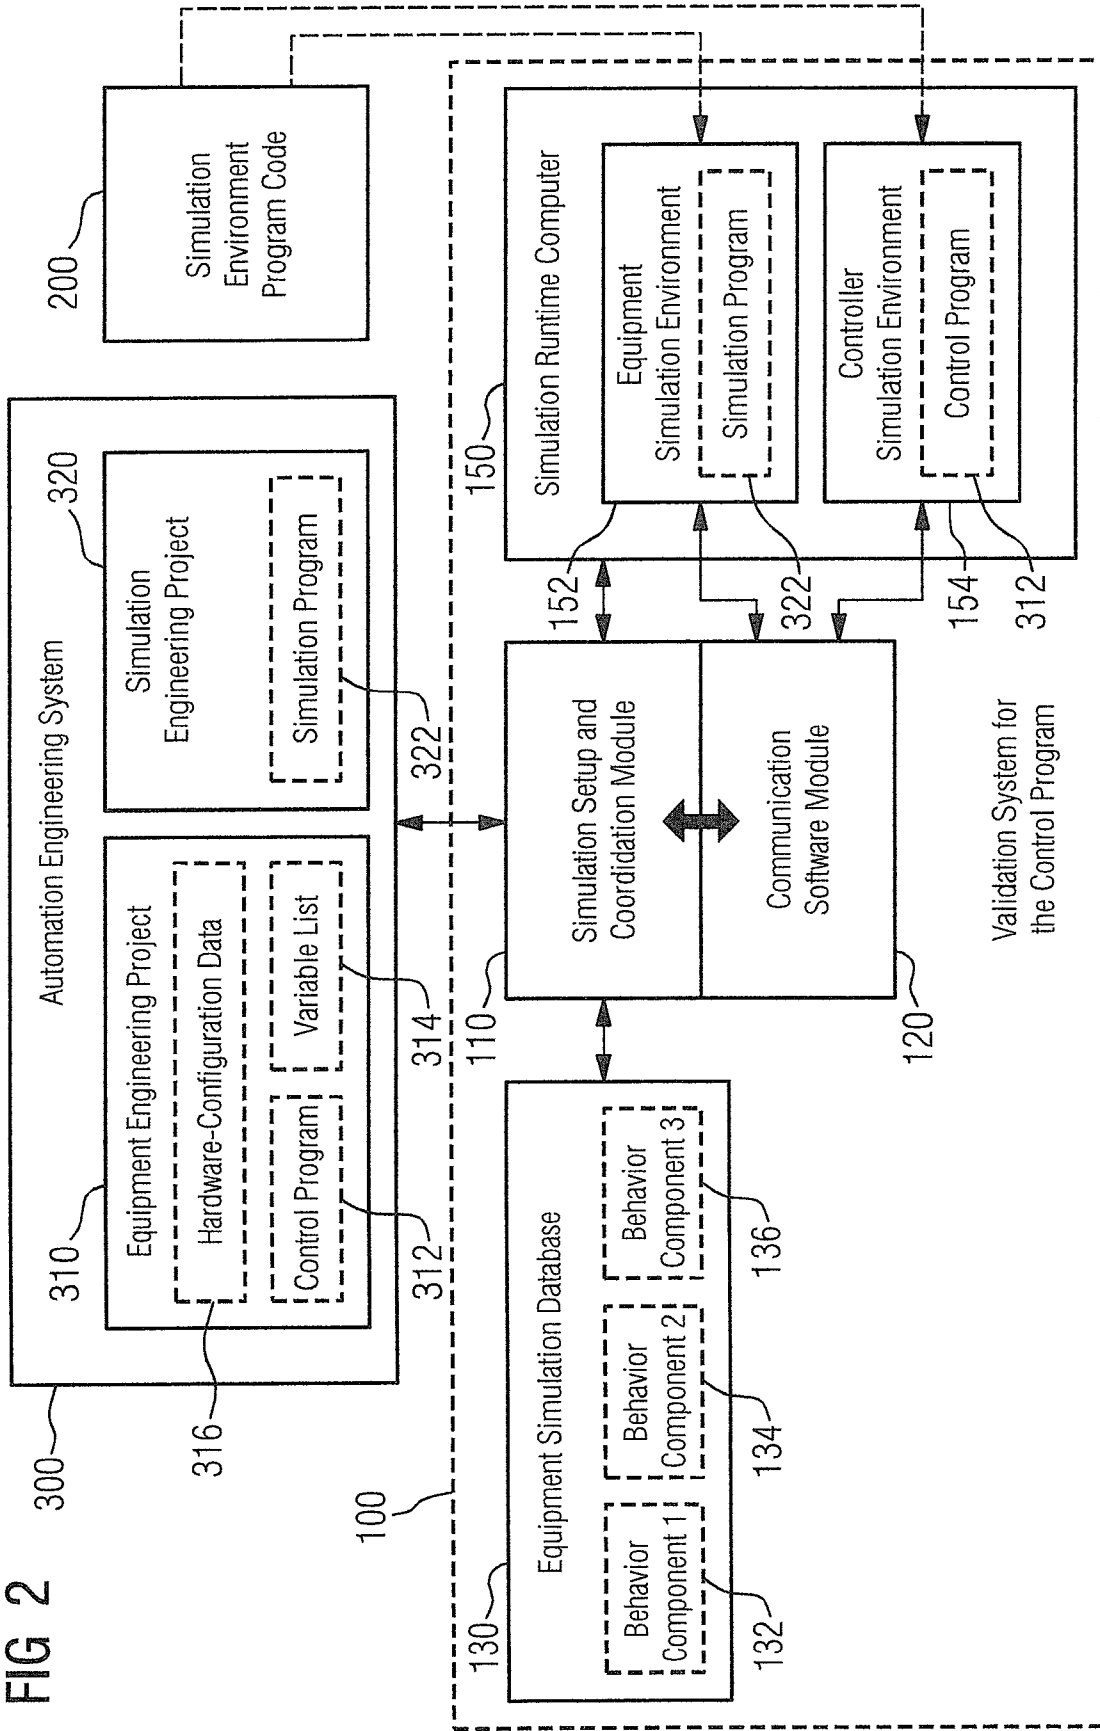 FIG 2
300
Automation Engineering System
310
Equipment Engineering Project
316
Hardware-Configuration Data
Control Program
312
Variable List
314
320
Simulation
Engineering Project
Simulation Program
322
200
Simulation
Environment
Program Code
100
130
Equipment Simulation Database
Behavior
Component 1
132
Behavior
Component 2
134
Behavior
Component 3
136
110
Simulation Setup and
Coordidation Module
Communication
Software Module
120
150
Simulation Runtime Computer
152
Equipment
Simulation Environment
Simulation Program
322
Controller
Simulation Environment
154
Control Program
312
Validation System for
the Control Program